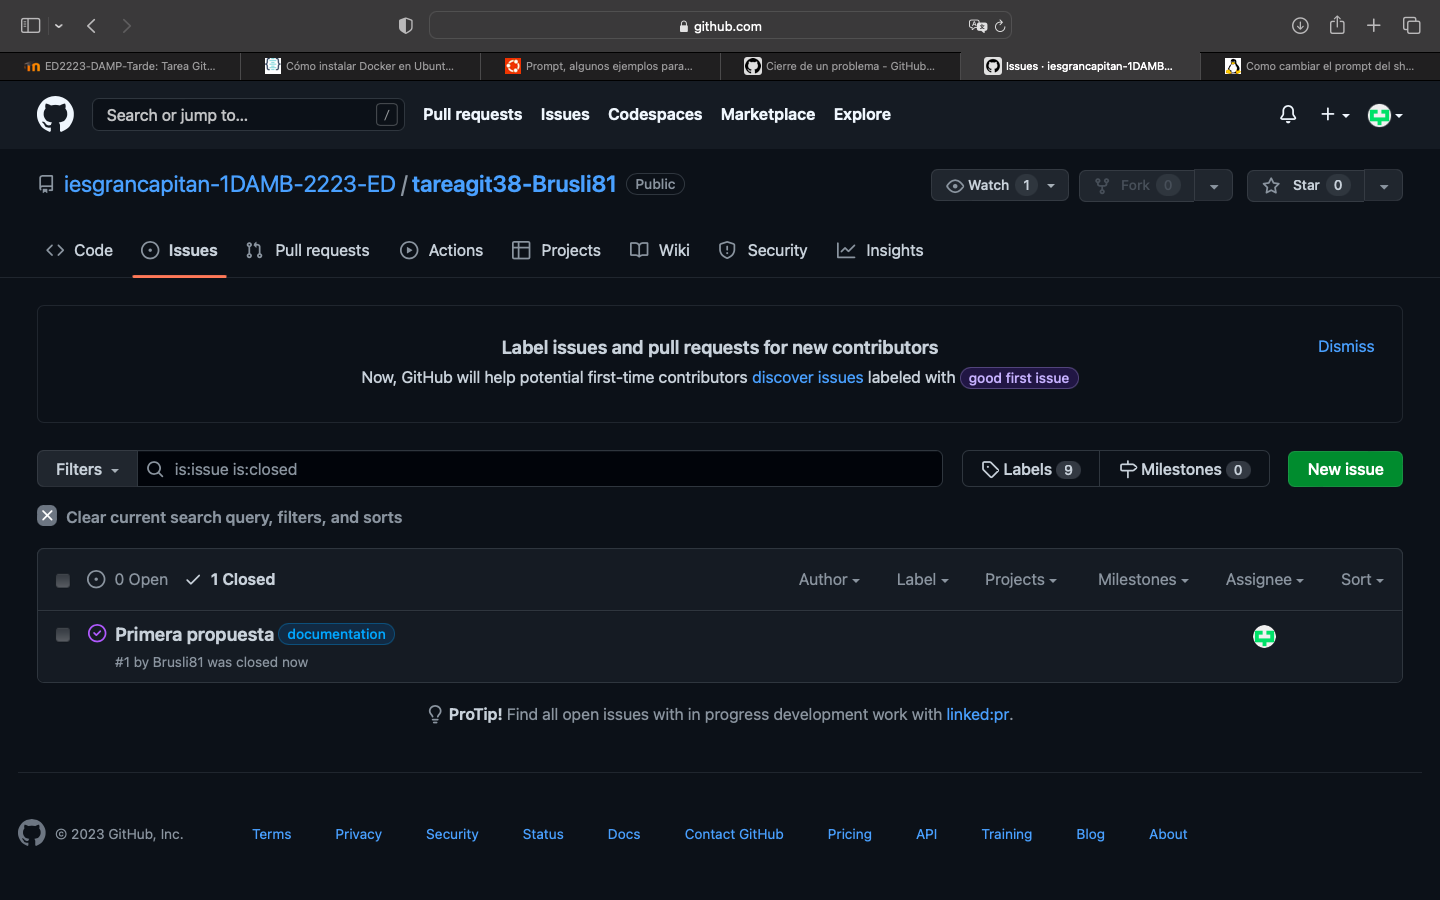 github.com
ED2223-DAMP-Tarde: Tarea Git...
Cómo instalar Docker en Ubunt...
Prompt, algunos ejemplos para...
Cierre de un problema - GitHub...
Issues · iesgrancapitan-1DAMB...
Como cambiar el prompt del sh...
Search or jump to... /
Pull requests Issues Codespaces Marketplace Explore
iesgrancapitan-1DAMB-2223-ED / tareagit38-Brusli81 Public
Watch 1
Fork 0
Star 0
Code Issues Pull requests Actions Projects Wiki Security Insights
Label issues and pull requests for new contributors
Dismiss
Now, GitHub will help potential first-time contributors discover issues labeled with good first issue
Filters is:issue is:closed
Labels 9 Milestones 0 New issue
Clear current search query, filters, and sorts
0 Open 1 Closed Author Label Projects Milestones Assignee Sort
Primera propuesta documentation
#1 by Brusli81 was closed now
ProTip! Find all open issues with in progress development work with linked:pr.
© 2023 GitHub, Inc. Terms Privacy Security Status Docs Contact GitHub Pricing API Training Blog About